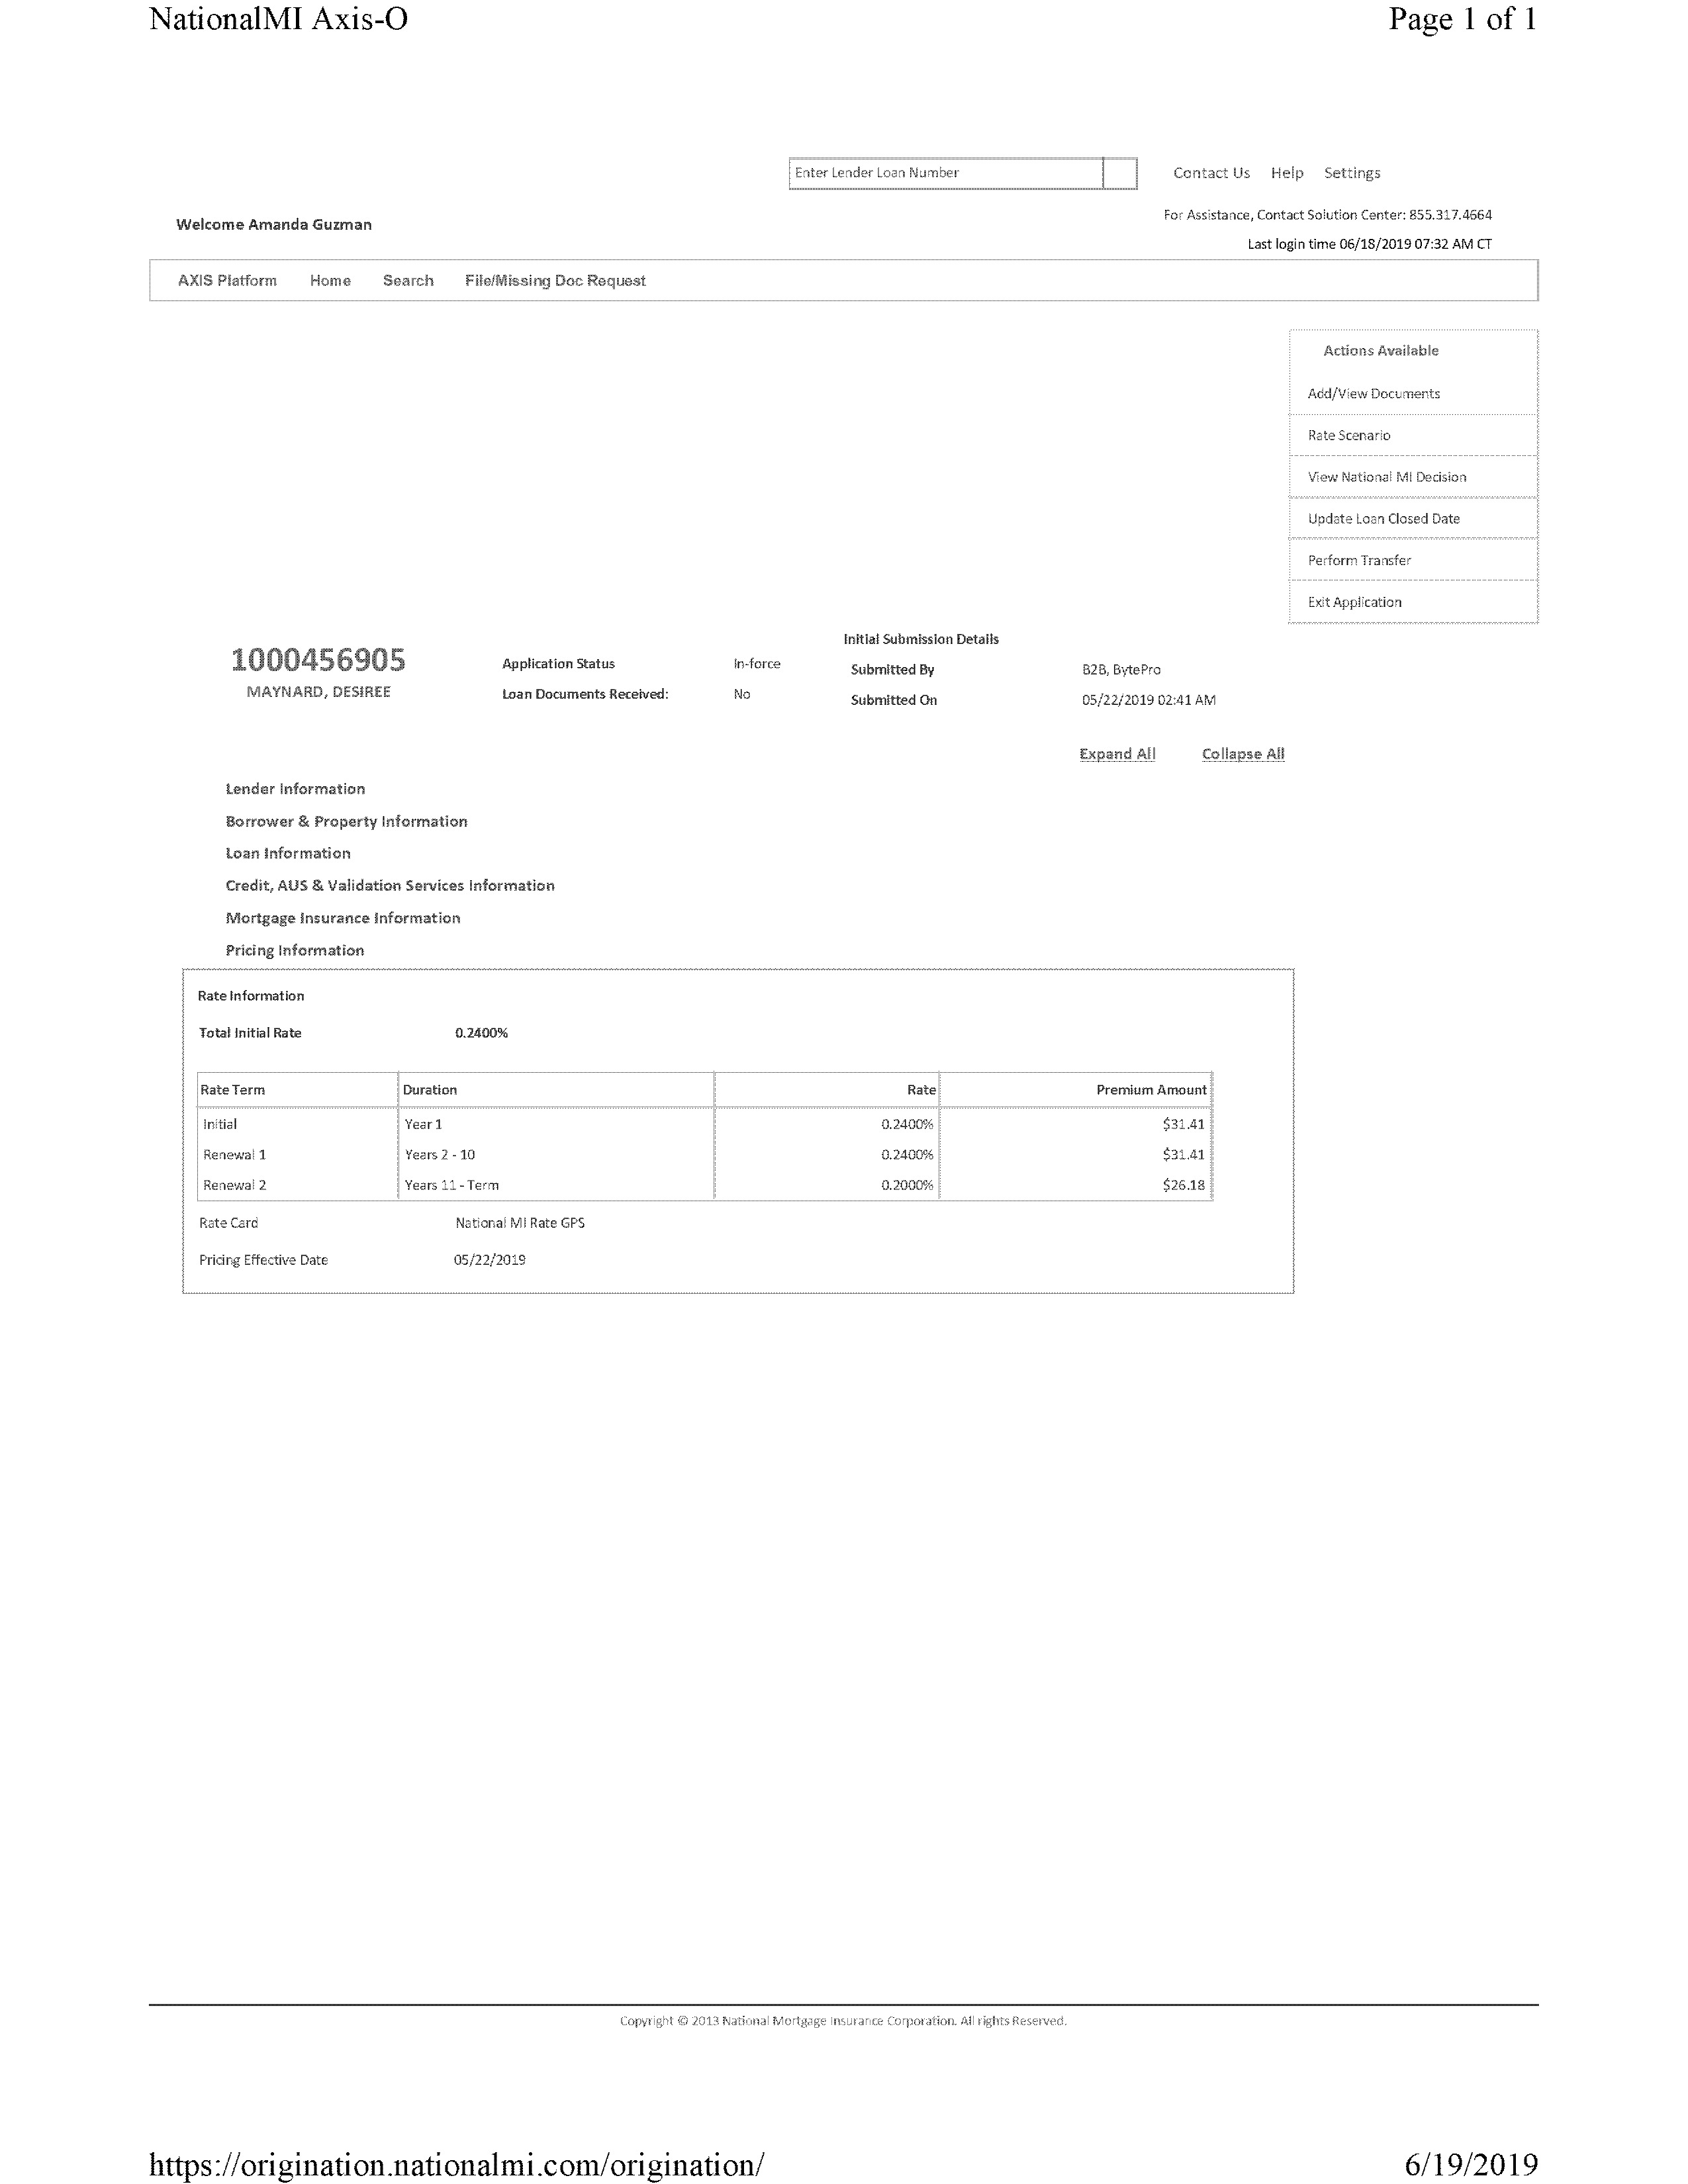 NationalMI Axis-O Page 1 of 1
Enter Lender Loan Number Contact Us Help Settings
For Assistance, Contact Solution Center: 855.317.4664
Welcome Amanda Guzman
Last login time 06/18/2019 07:32 AM CT
AXIS Platform Home Search File/Missing Doc Request
Actions Available
Add/View Documents
Rate Scenario
View National MI Decision
Update Loan Closed Date
Perform Transfer
Exit Application
Initial Submission Details
1000456905 Application Status In-force Submitted By B2B, BytePro
MAYNARD, DESIREE Loan Documents Received: No Submitted On 05/22/2019 02:41 AM
Expand All Collapse All
Lender Information
Borrower & Property Information
Loan Information
Credit, AUS & Validation Services Information
Mortgage Insurance Information
Pricing Information
Rate Information
Total Initial Rate 0.2400%
Rate Term Duration Rate Premium Amount
Initial Year 1 0.2400% $31.41
Renewal 1 Years 2 - 10 0.2400% $31.41
Renewal 2 Years 11 - Term 0.2000% $26.18
Rate Card National MI Rate GPS
Pricing Effective Date 05/22/2019
Copyright © 2013 National Mortgage Insurance Corporation. All rights Reserved.
https://origination.nationalmi.com/origination/ 6/19/2019